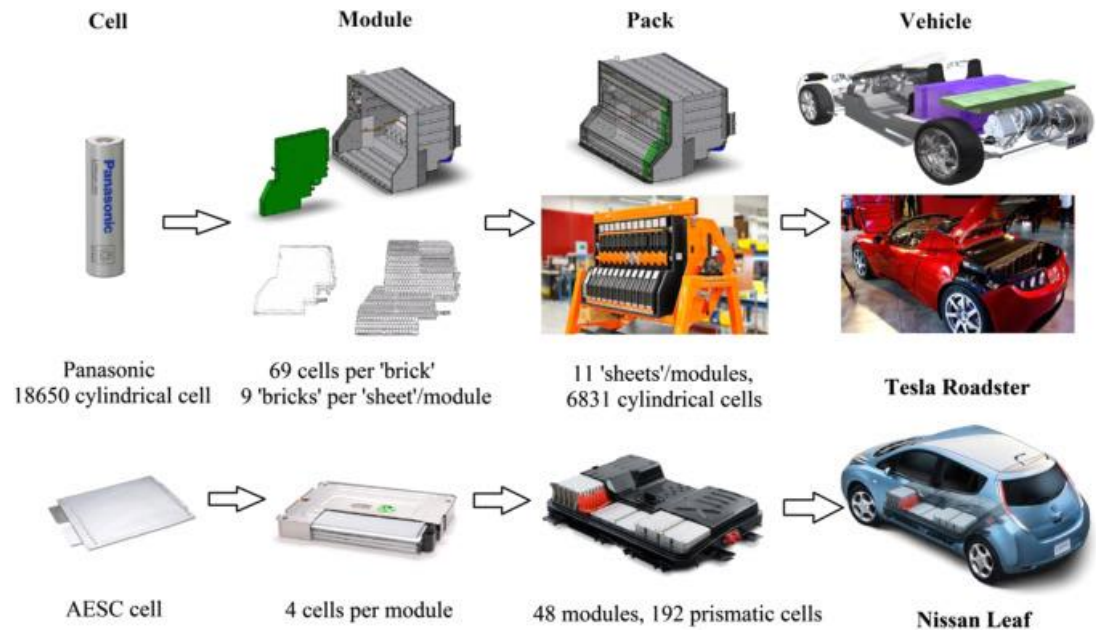 Cell
Module
Pack
Vehicle
Panasonic
Panasonic
18650 cylindrical cell
69 cells per 'brick'
9 'bricks' per 'sheet'/module
11 'sheets'/modules,
6831 cylindrical cells
Tesla Roadster
AESC cell
4 cells per module
48 modules, 192 prismatic cells
Nissan Leaf